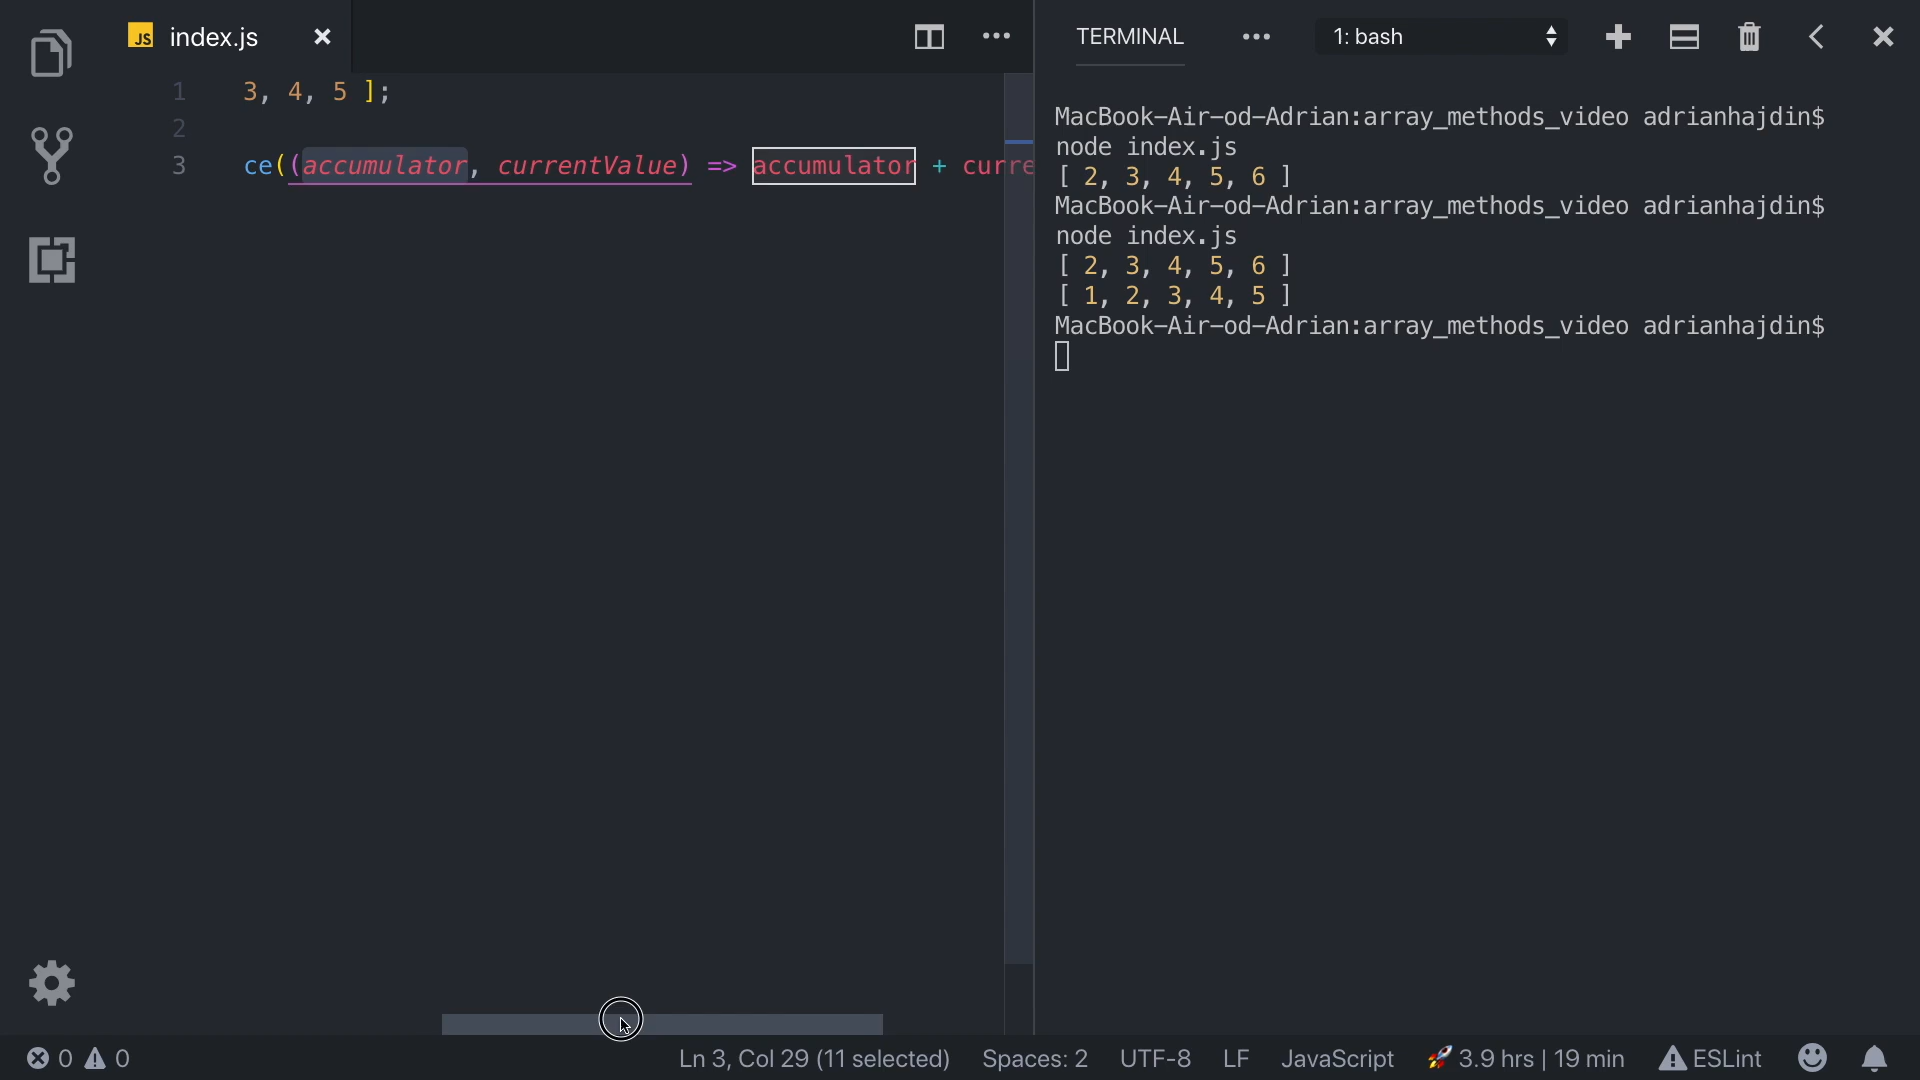 JS index.js
1 3, 4, 5 ];
2
3 ce((accumulator, currentValue) => accumulator + curre
TERMINAL
1: bash
MacBook-Air-od-Adrian:array_methods_video adrianhajdin$
node index.js
[ 2, 3, 4, 5, 6 ]
MacBook-Air-od-Adrian:array_methods_video adrianhajdin$
node index.js
[ 2, 3, 4, 5, 6 ]
[ 1, 2, 3, 4, 5 ]
MacBook-Air-od-Adrian:array_methods_video adrianhajdin$
0 0 Ln 3, Col 29 (11 selected) Spaces: 2 UTF-8 LF JavaScript 🚀 3.9 hrs | 19 min ESLint